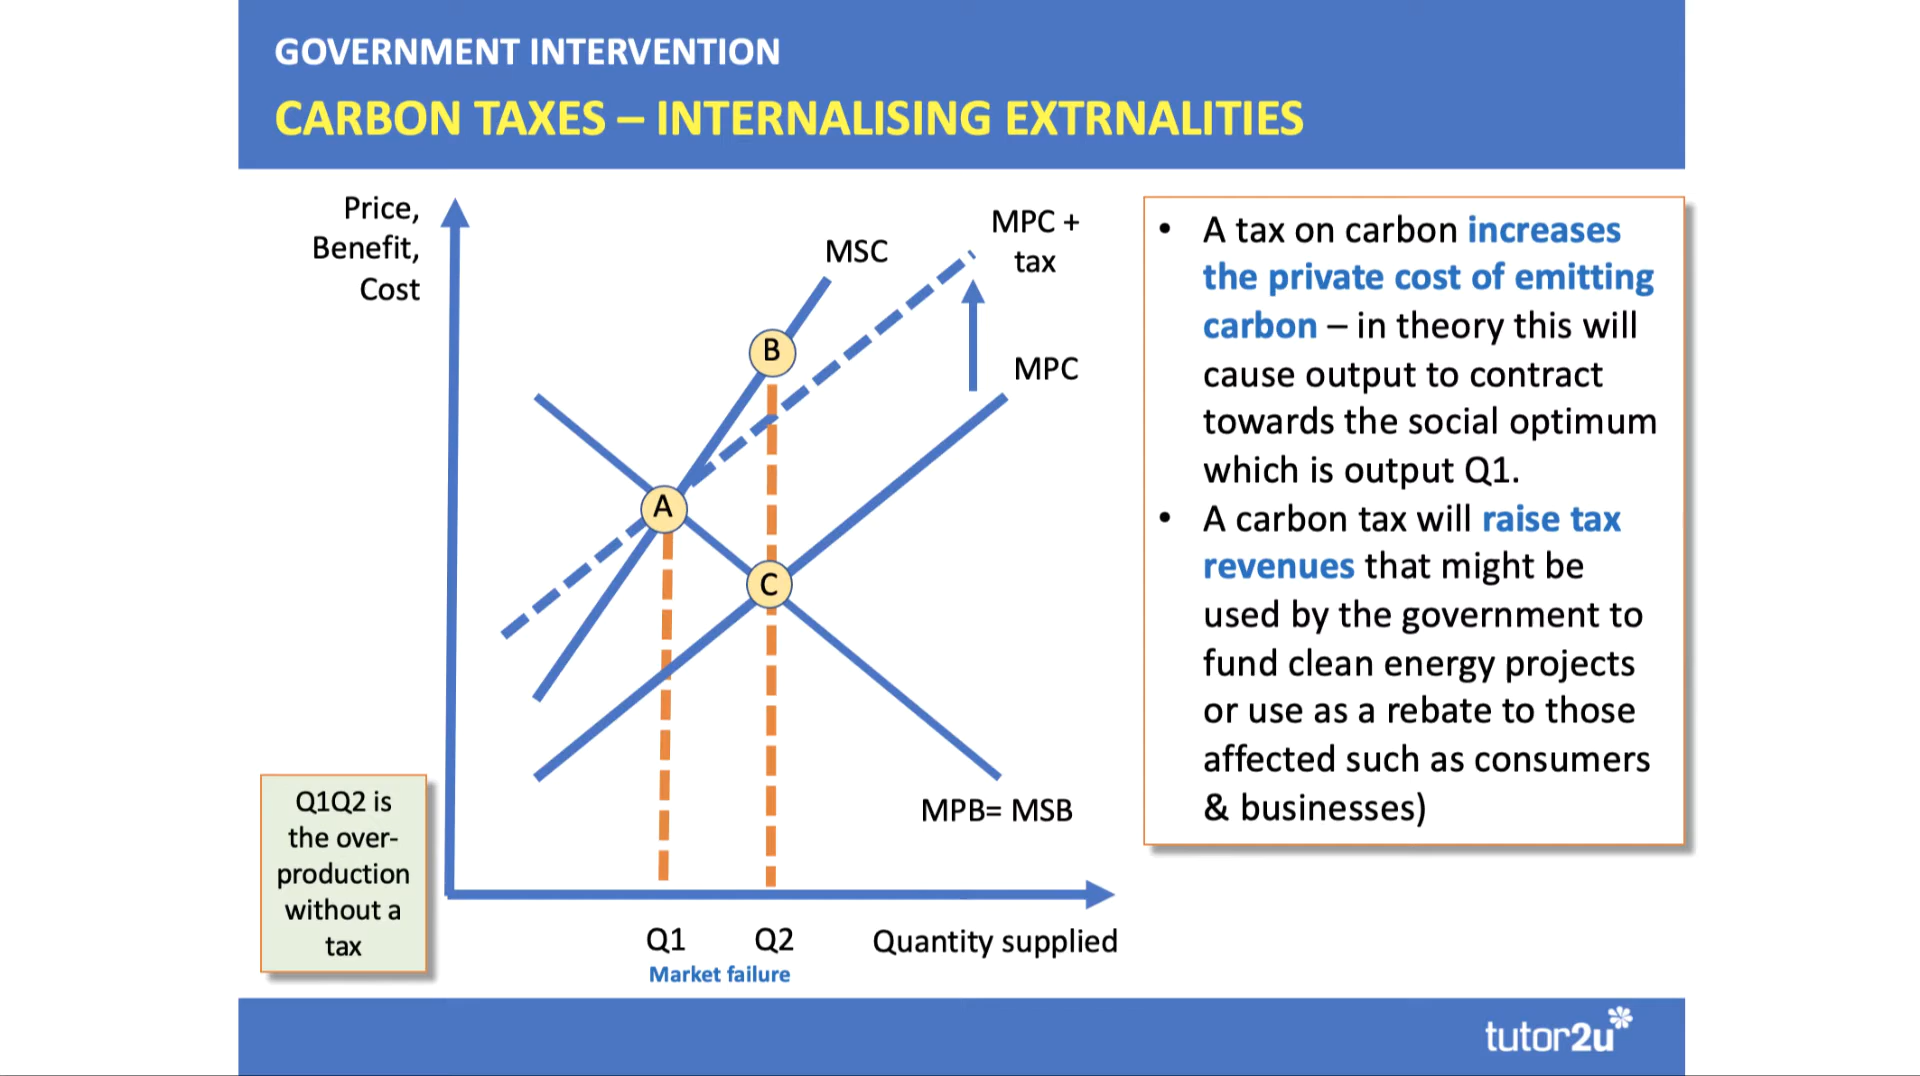 GOVERNMENT INTERVENTION
CARBON TAXES – INTERNALISING EXTRNALITIES
Price,
Benefit,
Cost
MSC
MPC +
tax
MPC
B
A
C
MPB= MSB
Q1Q2 is
the over-
production
without a
tax
Q1
Q2
Quantity supplied
Market failure
• A tax on carbon increases
the private cost of emitting
carbon – in theory this will
cause output to contract
towards the social optimum
which is output Q1.
• A carbon tax will raise tax
revenues that might be
used by the government to
fund clean energy projects
or use as a rebate to those
affected such as consumers
& businesses)
tutor2u